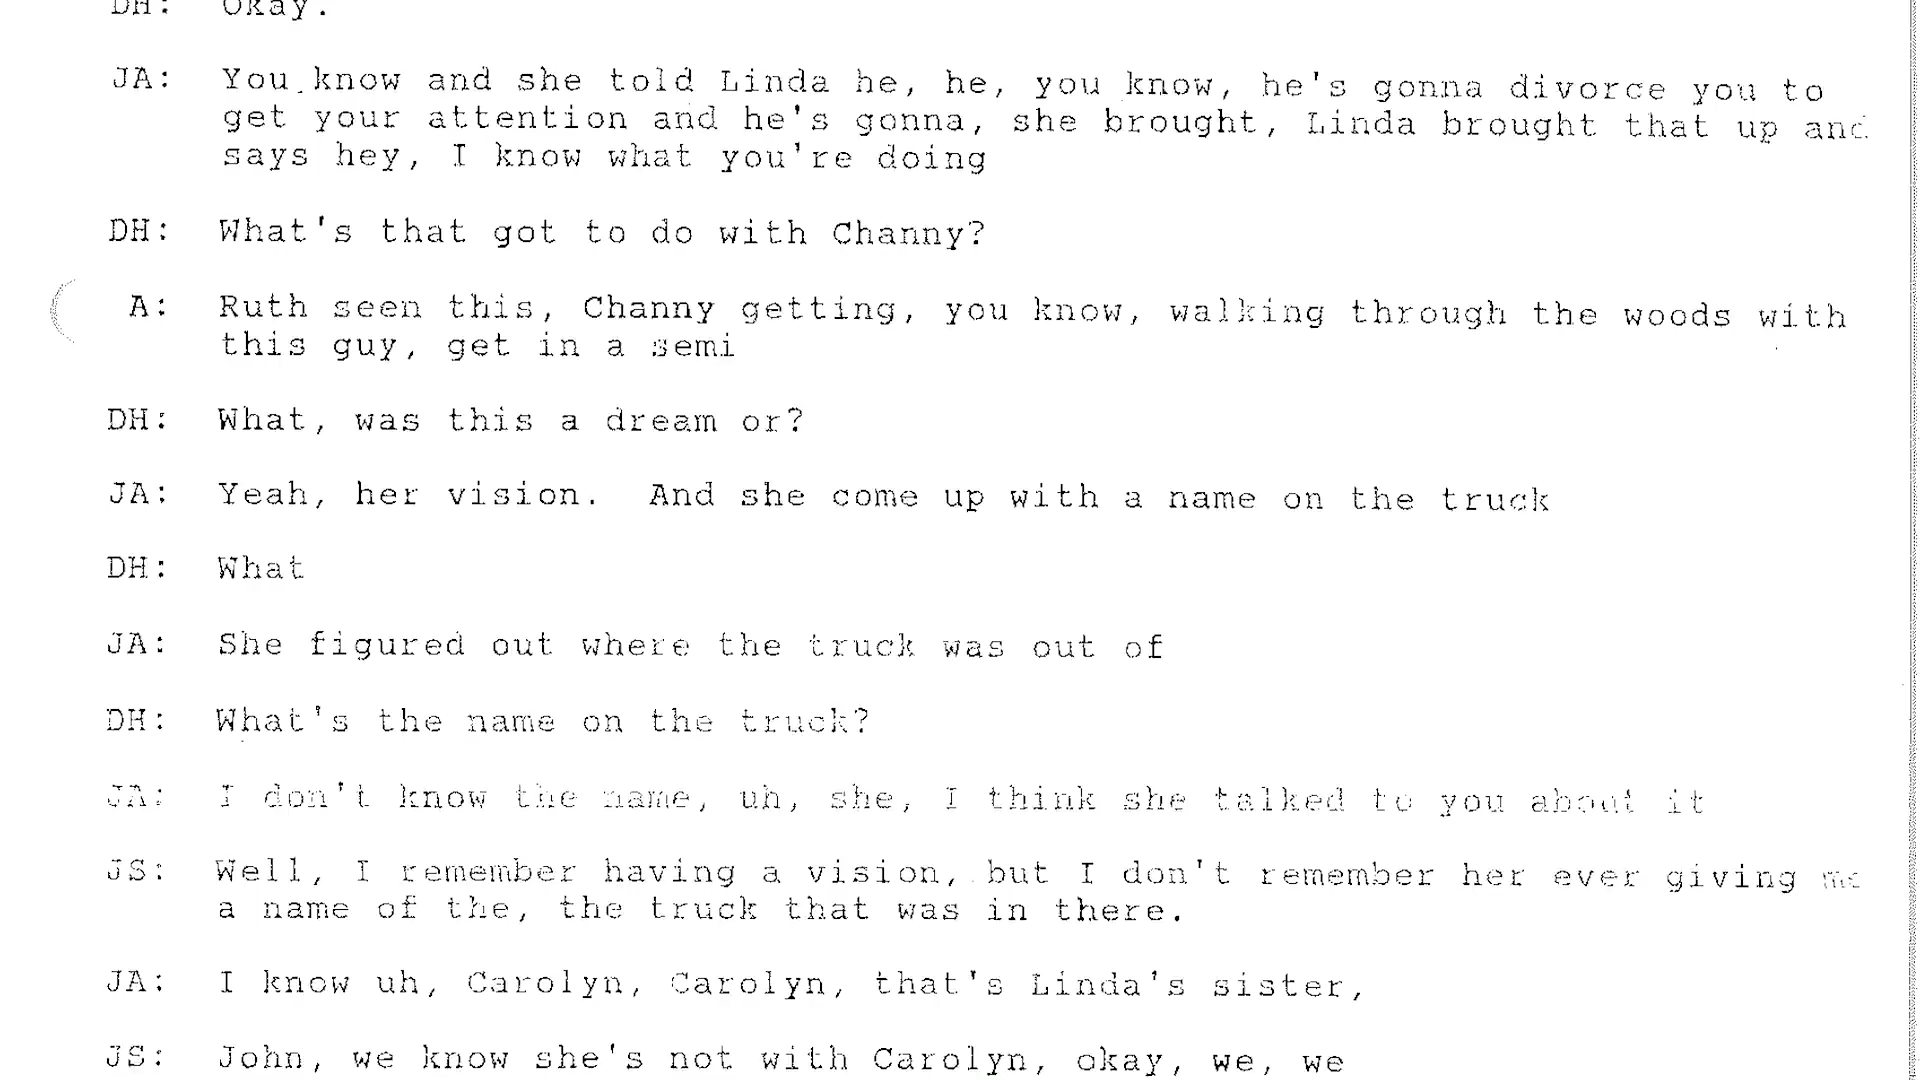 DH: Okay.
JA: You know and she told Linda he, he, you know, he's gonna divorce you to
get your attention and he's gonna, she brought, Linda brought that up and
says hey, I know what you're doing
DH: What's that got to do with Channy?
A: Ruth seen this, Channy getting, you know, walking through the woods with
this guy, get in a semi
DH: What, was this a dream or?
JA: Yeah, her vision. And she come up with a name on the truck
DH: What
JA: She figured out where the truck was out of
DH: What's the name on the truck?
JA: I don't know the name, uh, she, I think she talked to you about it
JS: Well, I remember having a vision, but I don't remember her ever giving me
a name of the, the truck that was in there.
JA: I know uh, Carolyn, Carolyn, that's Linda's sister,
JS: John, we know she's not with Carolyn, okay, we, we